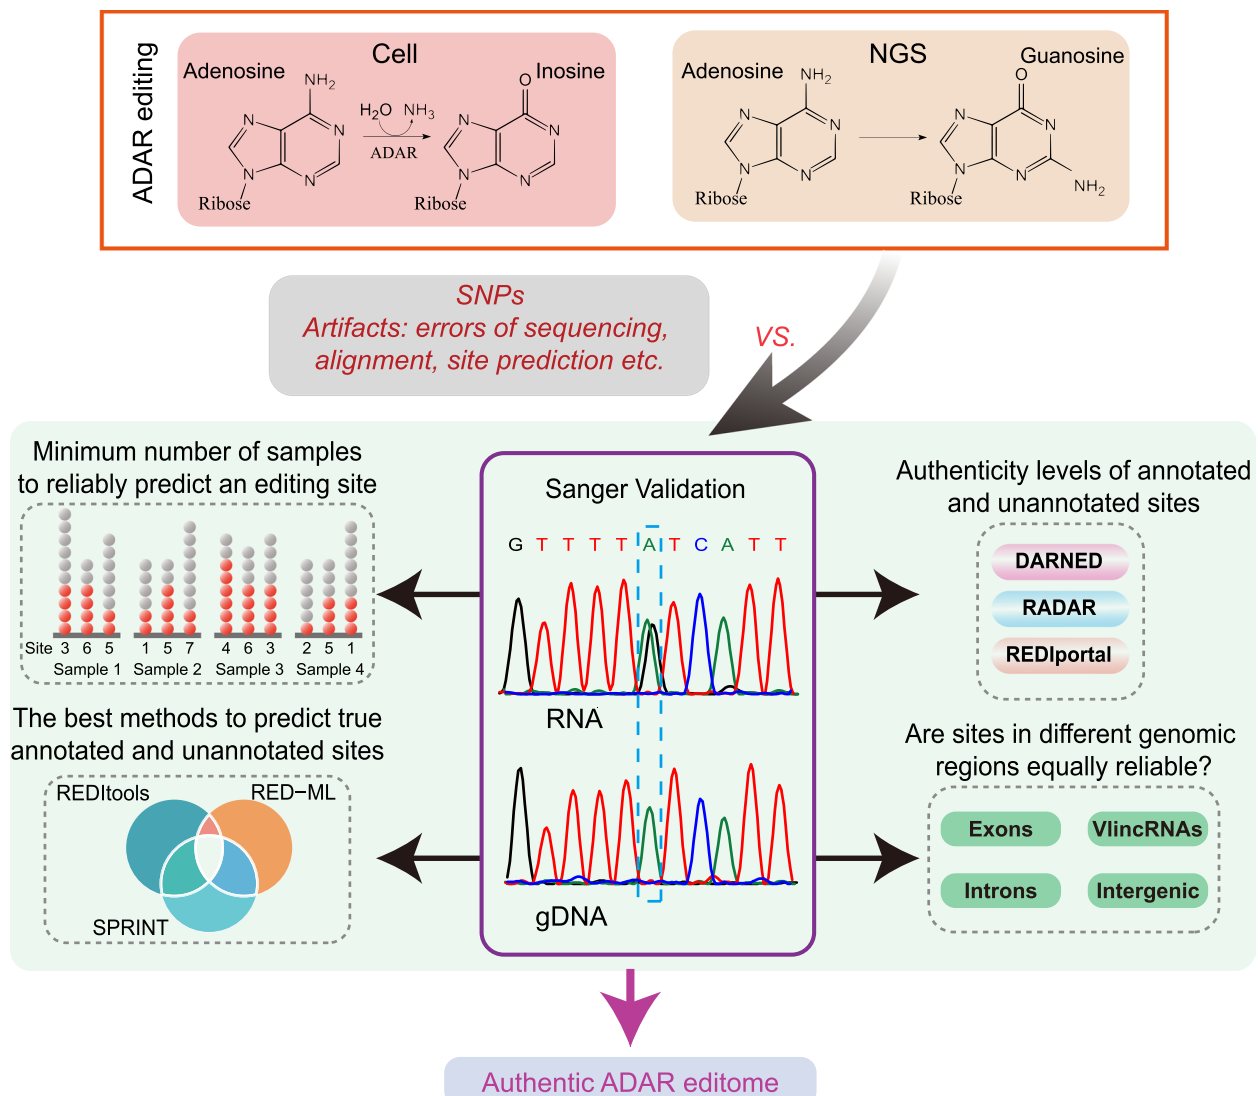 ADAR editing
Cell
Adenosine
Inosine
NH2
O
H2O
NH3
ADAR
N
N
N
N
Ribose
N
N
N
N
Ribose
NGS
Adenosine
Guanosine
NH2
O
N
N
N
N
Ribose
N
N
N
N
NH2
Ribose
SNPs
Artifacts: errors of sequencing,
alignment, site prediction etc.
VS.
Minimum number of samples
to reliably predict an editing site
Site 3 6 5 1 5 7 4 6 3 2 5 1
Sample 1 Sample 2 Sample 3 Sample 4
The best methods to predict true
annotated and unannotated sites
REDItools
RED–ML
SPRINT
Sanger Validation
G T T T T A T C A T T
RNA
gDNA
Authenticity levels of annotated
and unannotated sites
DARNED
RADAR
REDIportal
Are sites in different genomic
regions equally reliable?
Exons
VlincRNAs
Introns
Intergenic
Authentic ADAR editome